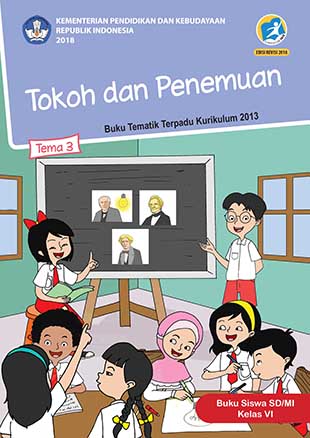 KEMENTERIAN PENDIDIKAN DAN KEBUDAYAAN
REPUBLIK INDONESIA
2018
EDISI REVISI 2018
Tokoh dan Penemuan
Buku Tematik Terpadu Kurikulum 2013
Tema 3
Buku Siswa SD/MI
Kelas VI